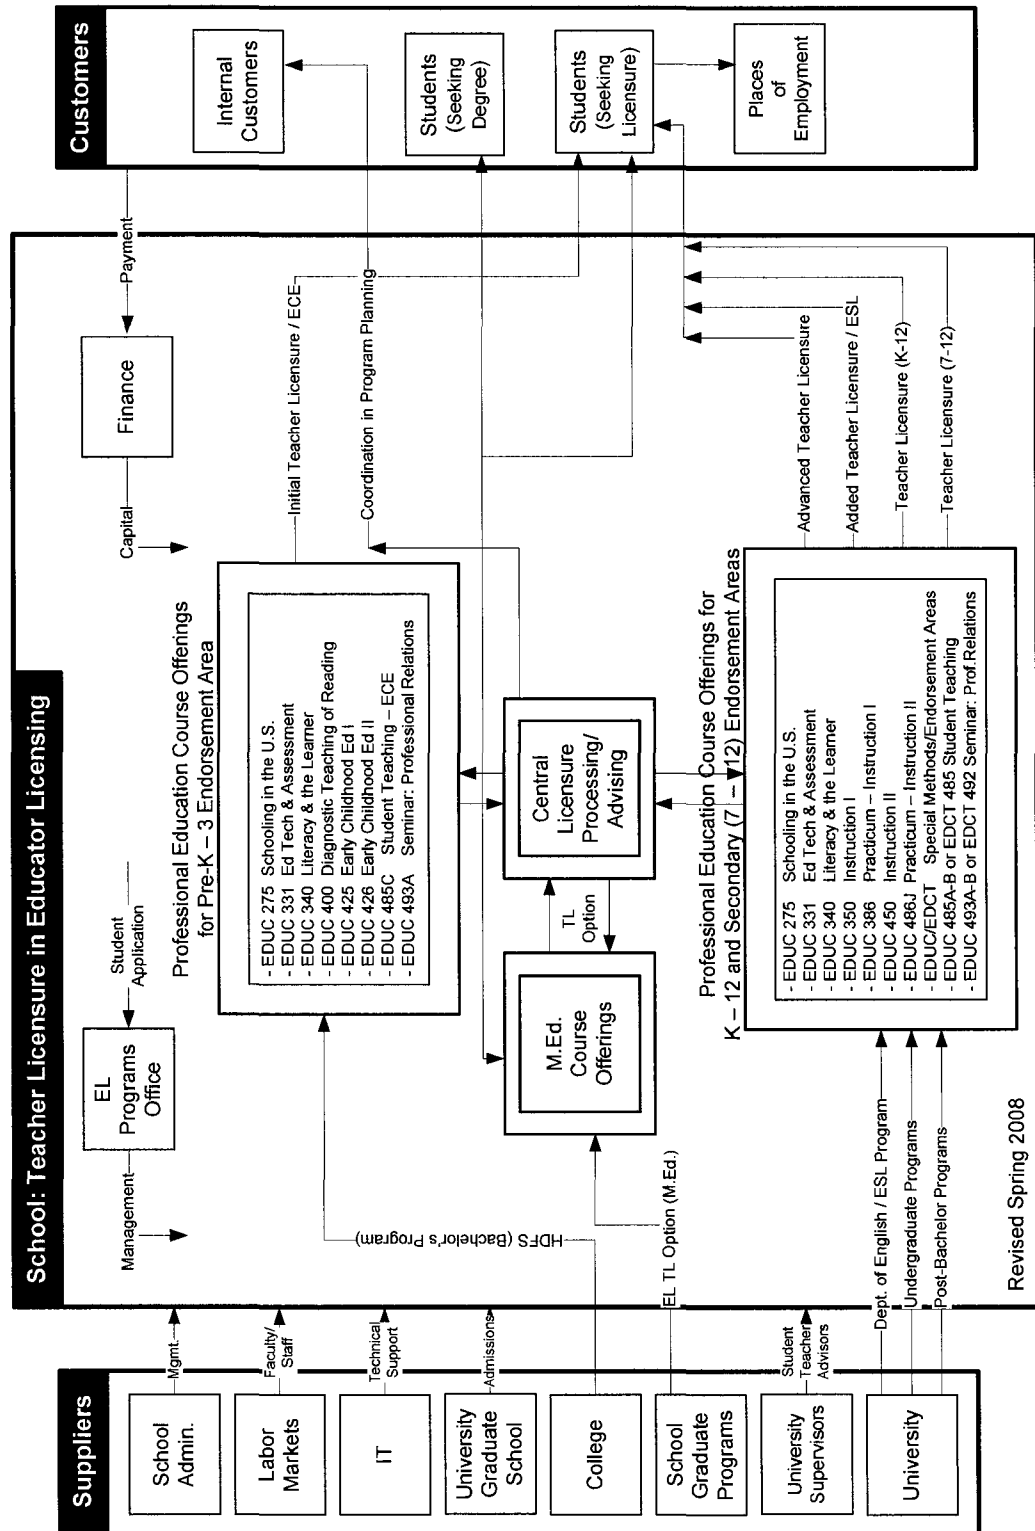 School: Teacher Licensure in Educator Licensing
Suppliers
School
Admin.
Labor
Markets
IT
University
Graduate
School
College
School
Graduate
Programs
University
Supervisors
University
Mgmt.
Faculty/
Staff
Technical
Support
Admissions
Student
Teacher
Advisors
Management
EL
Programs
Office
Student
Application
Capital
Finance
Payment
HDFS (Bachelor's Program)
EL TL Option (M.Ed.)
Dept. of English / ESL Program
Undergraduate Programs
Post-Bachelor Programs
Professional Education Course Offerings
for Pre-K – 3 Endorsement Area
- EDUC 275 Schooling in the U.S.
- EDUC 331 Ed Tech & Assessment
- EDUC 340 Literacy & the Learner
- EDUC 400 Diagnostic Teaching of Reading
- EDUC 425 Early Childhood Ed I
- EDUC 426 Early Childhood Ed II
- EDUC 485C Student Teaching – ECE
- EDUC 493A Seminar: Professional Relations
M.Ed.
Course
Offerings
TL
Option
Central
Licensure
Processing/
Advising
Professional Education Course Offerings for
K – 12 and Secondary (7 – 12) Endorsement Areas
- EDUC 275 Schooling in the U.S.
- EDUC 331 Ed Tech & Assessment
- EDUC 340 Literacy & the Learner
- EDUC 350 Instruction I
- EDUC 386 Practicum – Instruction I
- EDUC 450 Instruction II
- EDUC 486J Practicum – Instruction II
- EDUC/EDCT Special Methods/Endorsement Areas
- EDUC 485A-B or EDCT 485 Student Teaching
- EDUC 493A-B or EDCT 492 Seminar: Prof.Relations
Initial Teacher Licensure / ECE
Coordination in Program Planning
Advanced Teacher Licensure
Added Teacher Licensure / ESL
Teacher Licensure (K-12)
Teacher Licensure (7-12)
Customers
Internal
Customers
Students
(Seeking
Degree)
Students
(Seeking
Licensure)
Places
of
Employment
Revised Spring 2008